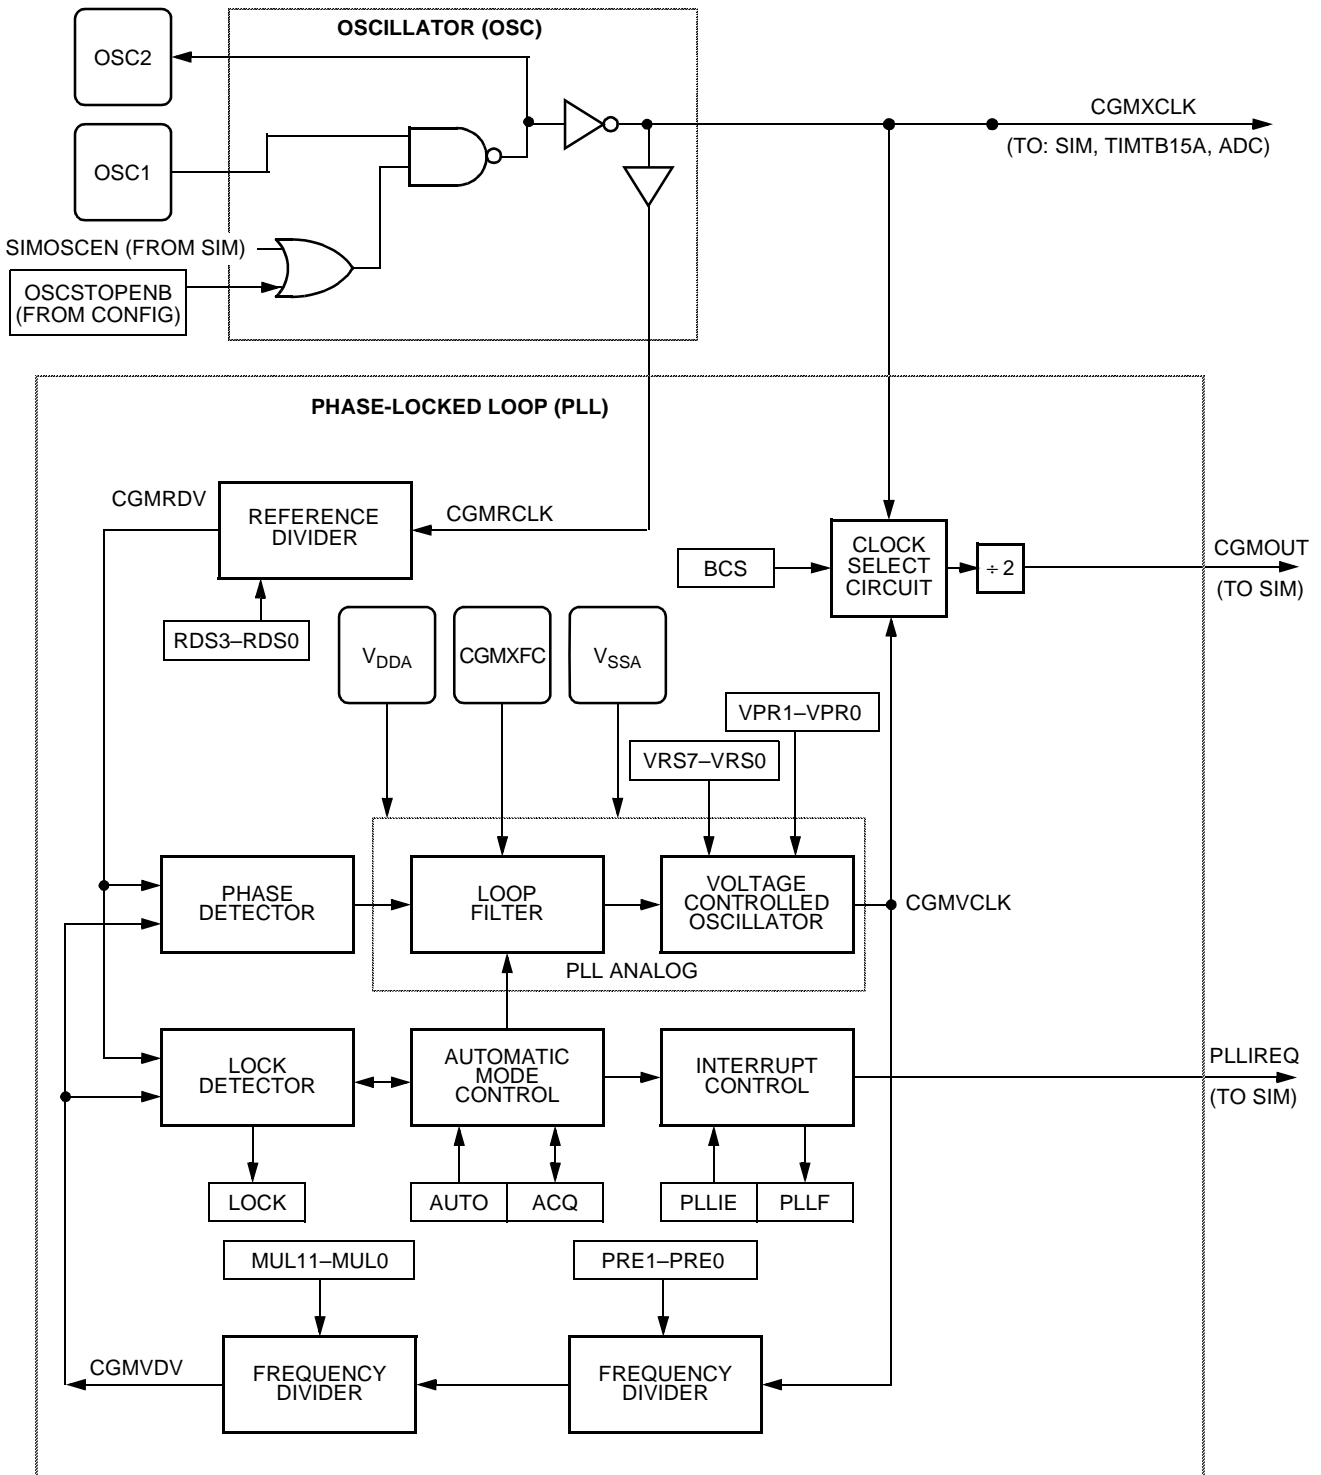 OSCILLATOR (OSC)
OSC2
OSC1
CGMXCLK
(TO: SIM, TIMTB15A, ADC)
SIMOSCEN (FROM SIM)
OSCSTOPENB
(FROM CONFIG)
PHASE-LOCKED LOOP (PLL)
CGMRDV
REFERENCE
DIVIDER
CGMRCLK
RDS3–RDS0
BCS
CLOCK
SELECT
CIRCUIT
÷ 2
CGMOUT
(TO SIM)
VDDA
CGMXFC
VSSA
VPR1–VPR0
VRS7–VRS0
PHASE
DETECTOR
LOOP
FILTER
VOLTAGE
CONTROLLED
OSCILLATOR
CGMVCLK
PLL ANALOG
LOCK
DETECTOR
AUTOMATIC
MODE
CONTROL
INTERRUPT
CONTROL
PLLIREQ
(TO SIM)
LOCK
AUTO
ACQ
PLLIE
PLLF
MUL11–MUL0
PRE1–PRE0
CGMVDV
FREQUENCY
DIVIDER
FREQUENCY
DIVIDER